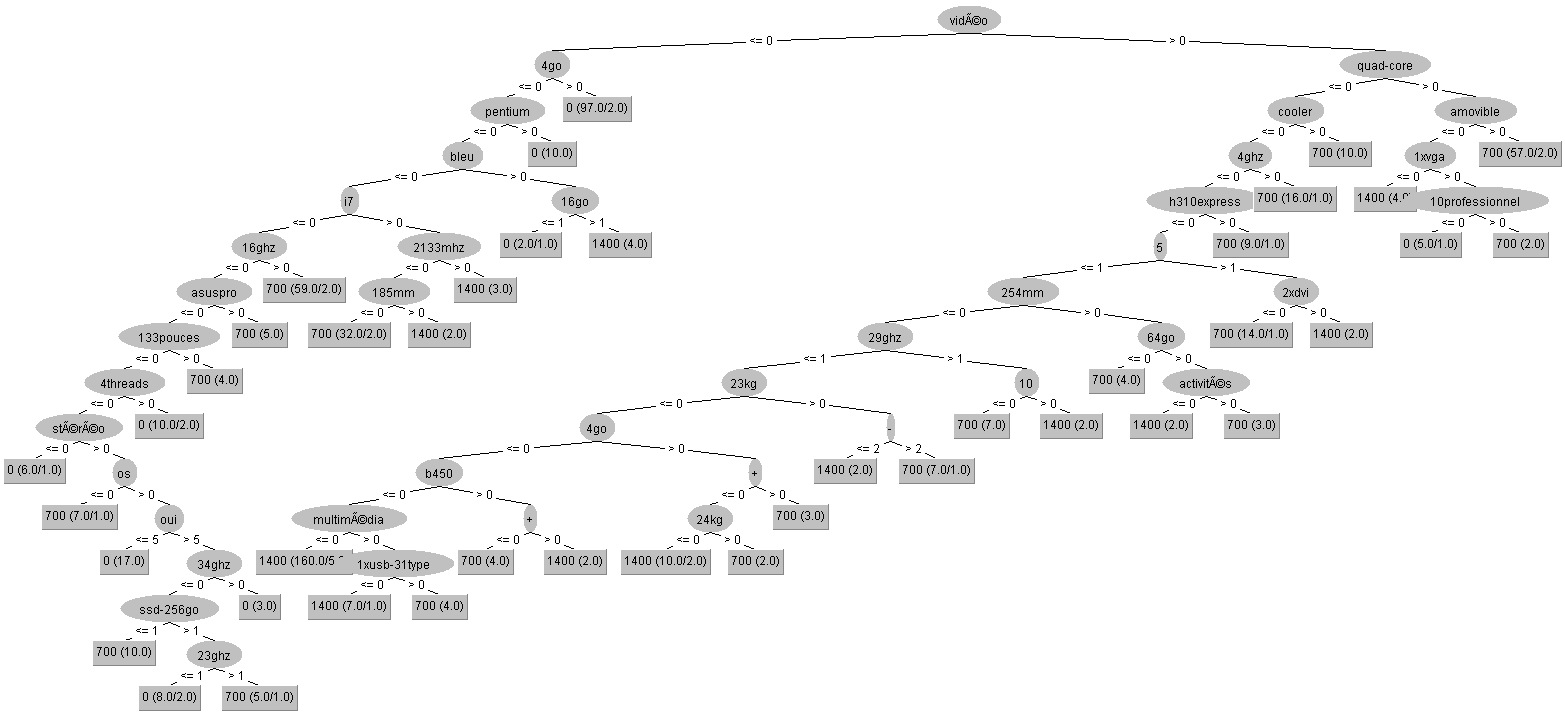 vidÃ©o
<= 0 > 0
4go quad-core
<= 0 > 0 <= 0 > 0
pentium 0 (97.0/2.0) cooler amovible
<= 0 > 0 <= 0 > 0 <= 0 > 0
bleu 0 (10.0) 4ghz 700 (10.0) 1xvga 700 (57.0/2.0)
<= 0 > 0 <= 0 > 0 <= 0 > 0
i7 16go h310express 700 (16.0/1.0) 1400 (4.0 10professionnel
<= 0 > 0 <= 1 > 1 <= 0 > 0 <= 0 > 0
16ghz 2133mhz 0 (2.0/1.0) 1400 (4.0) 5 700 (9.0/1.0) 0 (5.0/1.0) 700 (2.0)
<= 0 > 0 <= 0 > 0 <= 1 > 1
asuspro 700 (59.0/2.0) 185mm 1400 (3.0) 254mm 2xdvi
<= 0 > 0 <= 0 > 0 <= 0 > 0 <= 0 > 0
133pouces 700 (5.0) 700 (32.0/2.0) 1400 (2.0) 29ghz 64go 700 (14.0/1.0) 1400 (2.0)
<= 0 > 0 <= 1 > 1 <= 0 > 0
4threads 700 (4.0) 23kg 10 700 (4.0) activitÃ©s
<= 0 > 0 <= 0 > 0 <= 0 > 0 <= 0 > 0
stÃ©rÃ©o 0 (10.0/2.0) 4go - 700 (7.0) 1400 (2.0) 1400 (2.0) 700 (3.0)
<= 0 > 0 <= 0 > 0 <= 2 > 2
0 (6.0/1.0) os b450 + 1400 (2.0) 700 (7.0/1.0)
<= 0 > 0 <= 0 > 0 <= 0 > 0
700 (7.0/1.0) oui multimÃ©dia + 24kg 700 (3.0)
<= 5 > 5 <= 0 > 0 <= 0 > 0 <= 0 > 0
0 (17.0) 34ghz 1400 (160.0/5 1xusb-31type 700 (4.0) 1400 (2.0) 1400 (10.0/2.0) 700 (2.0)
<= 0 > 0 <= 0 > 0
ssd-256go 0 (3.0) 1400 (7.0/1.0) 700 (4.0)
<= 1 > 1
700 (10.0) 23ghz
<= 1 > 1
0 (8.0/2.0) 700 (5.0/1.0)